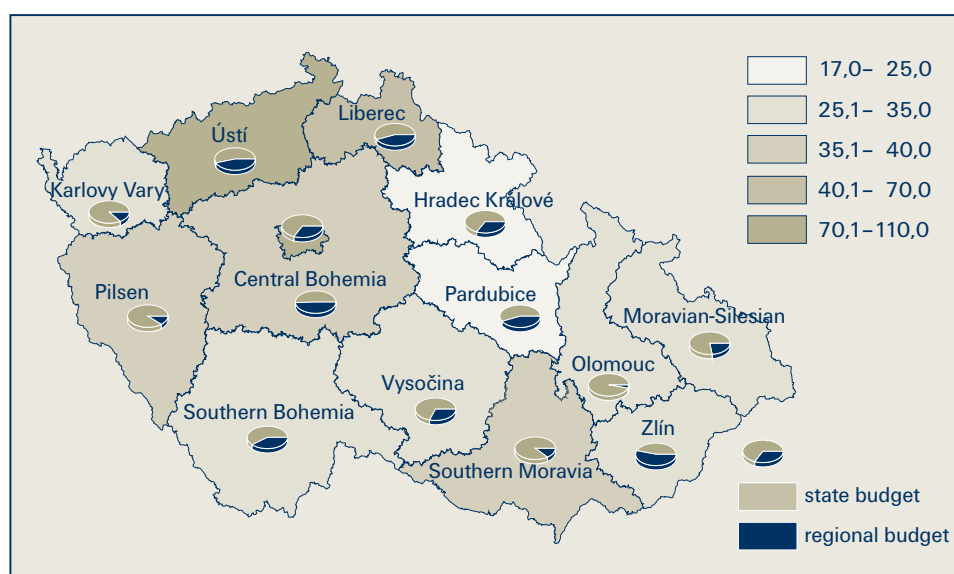 17,0– 25,0
25,1– 35,0
35,1– 40,0
40,1– 70,0
70,1–110,0
Liberec
Ústí
Karlovy Vary
Hradec Králové
Central Bohemia
Pilsen
Pardubice
Moravian-Silesian
Olomouc
Vysočina
Southern Bohemia
Zlín
Southern Moravia
state budget
regional budget